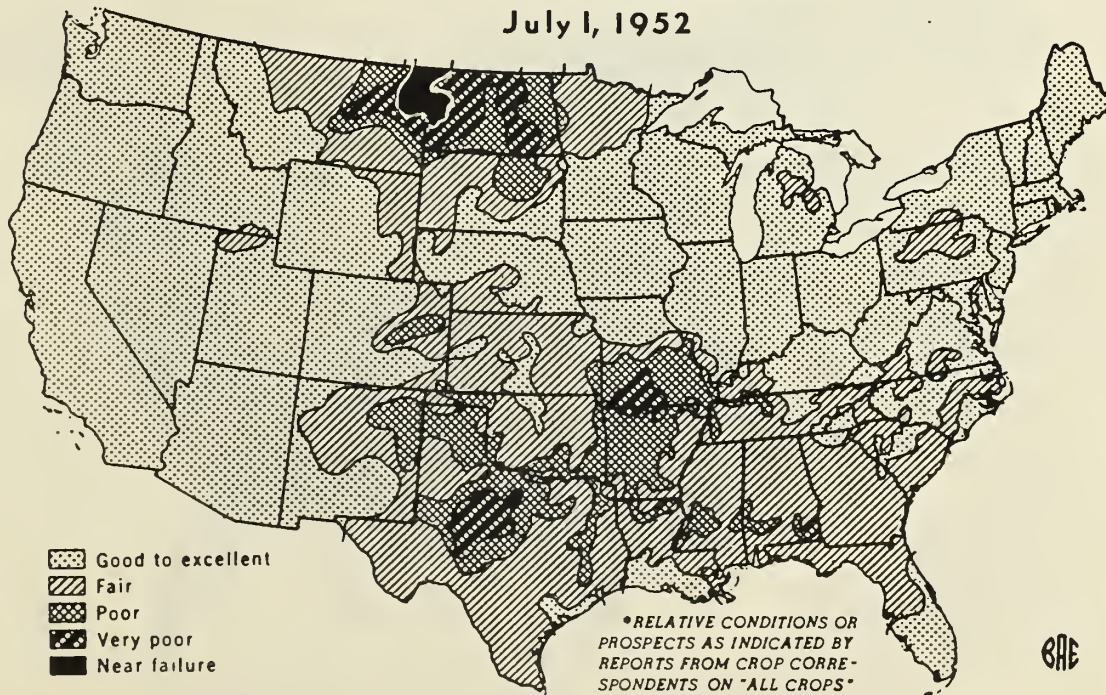 July 1, 1952
Good to excellent
Fair
Poor
Very poor
Near failure
*RELATIVE CONDITIONS OR
PROSPECTS AS INDICATED BY
REPORTS FROM CROP CORRE-
SPONDENTS ON "ALL CROPS"
BAE